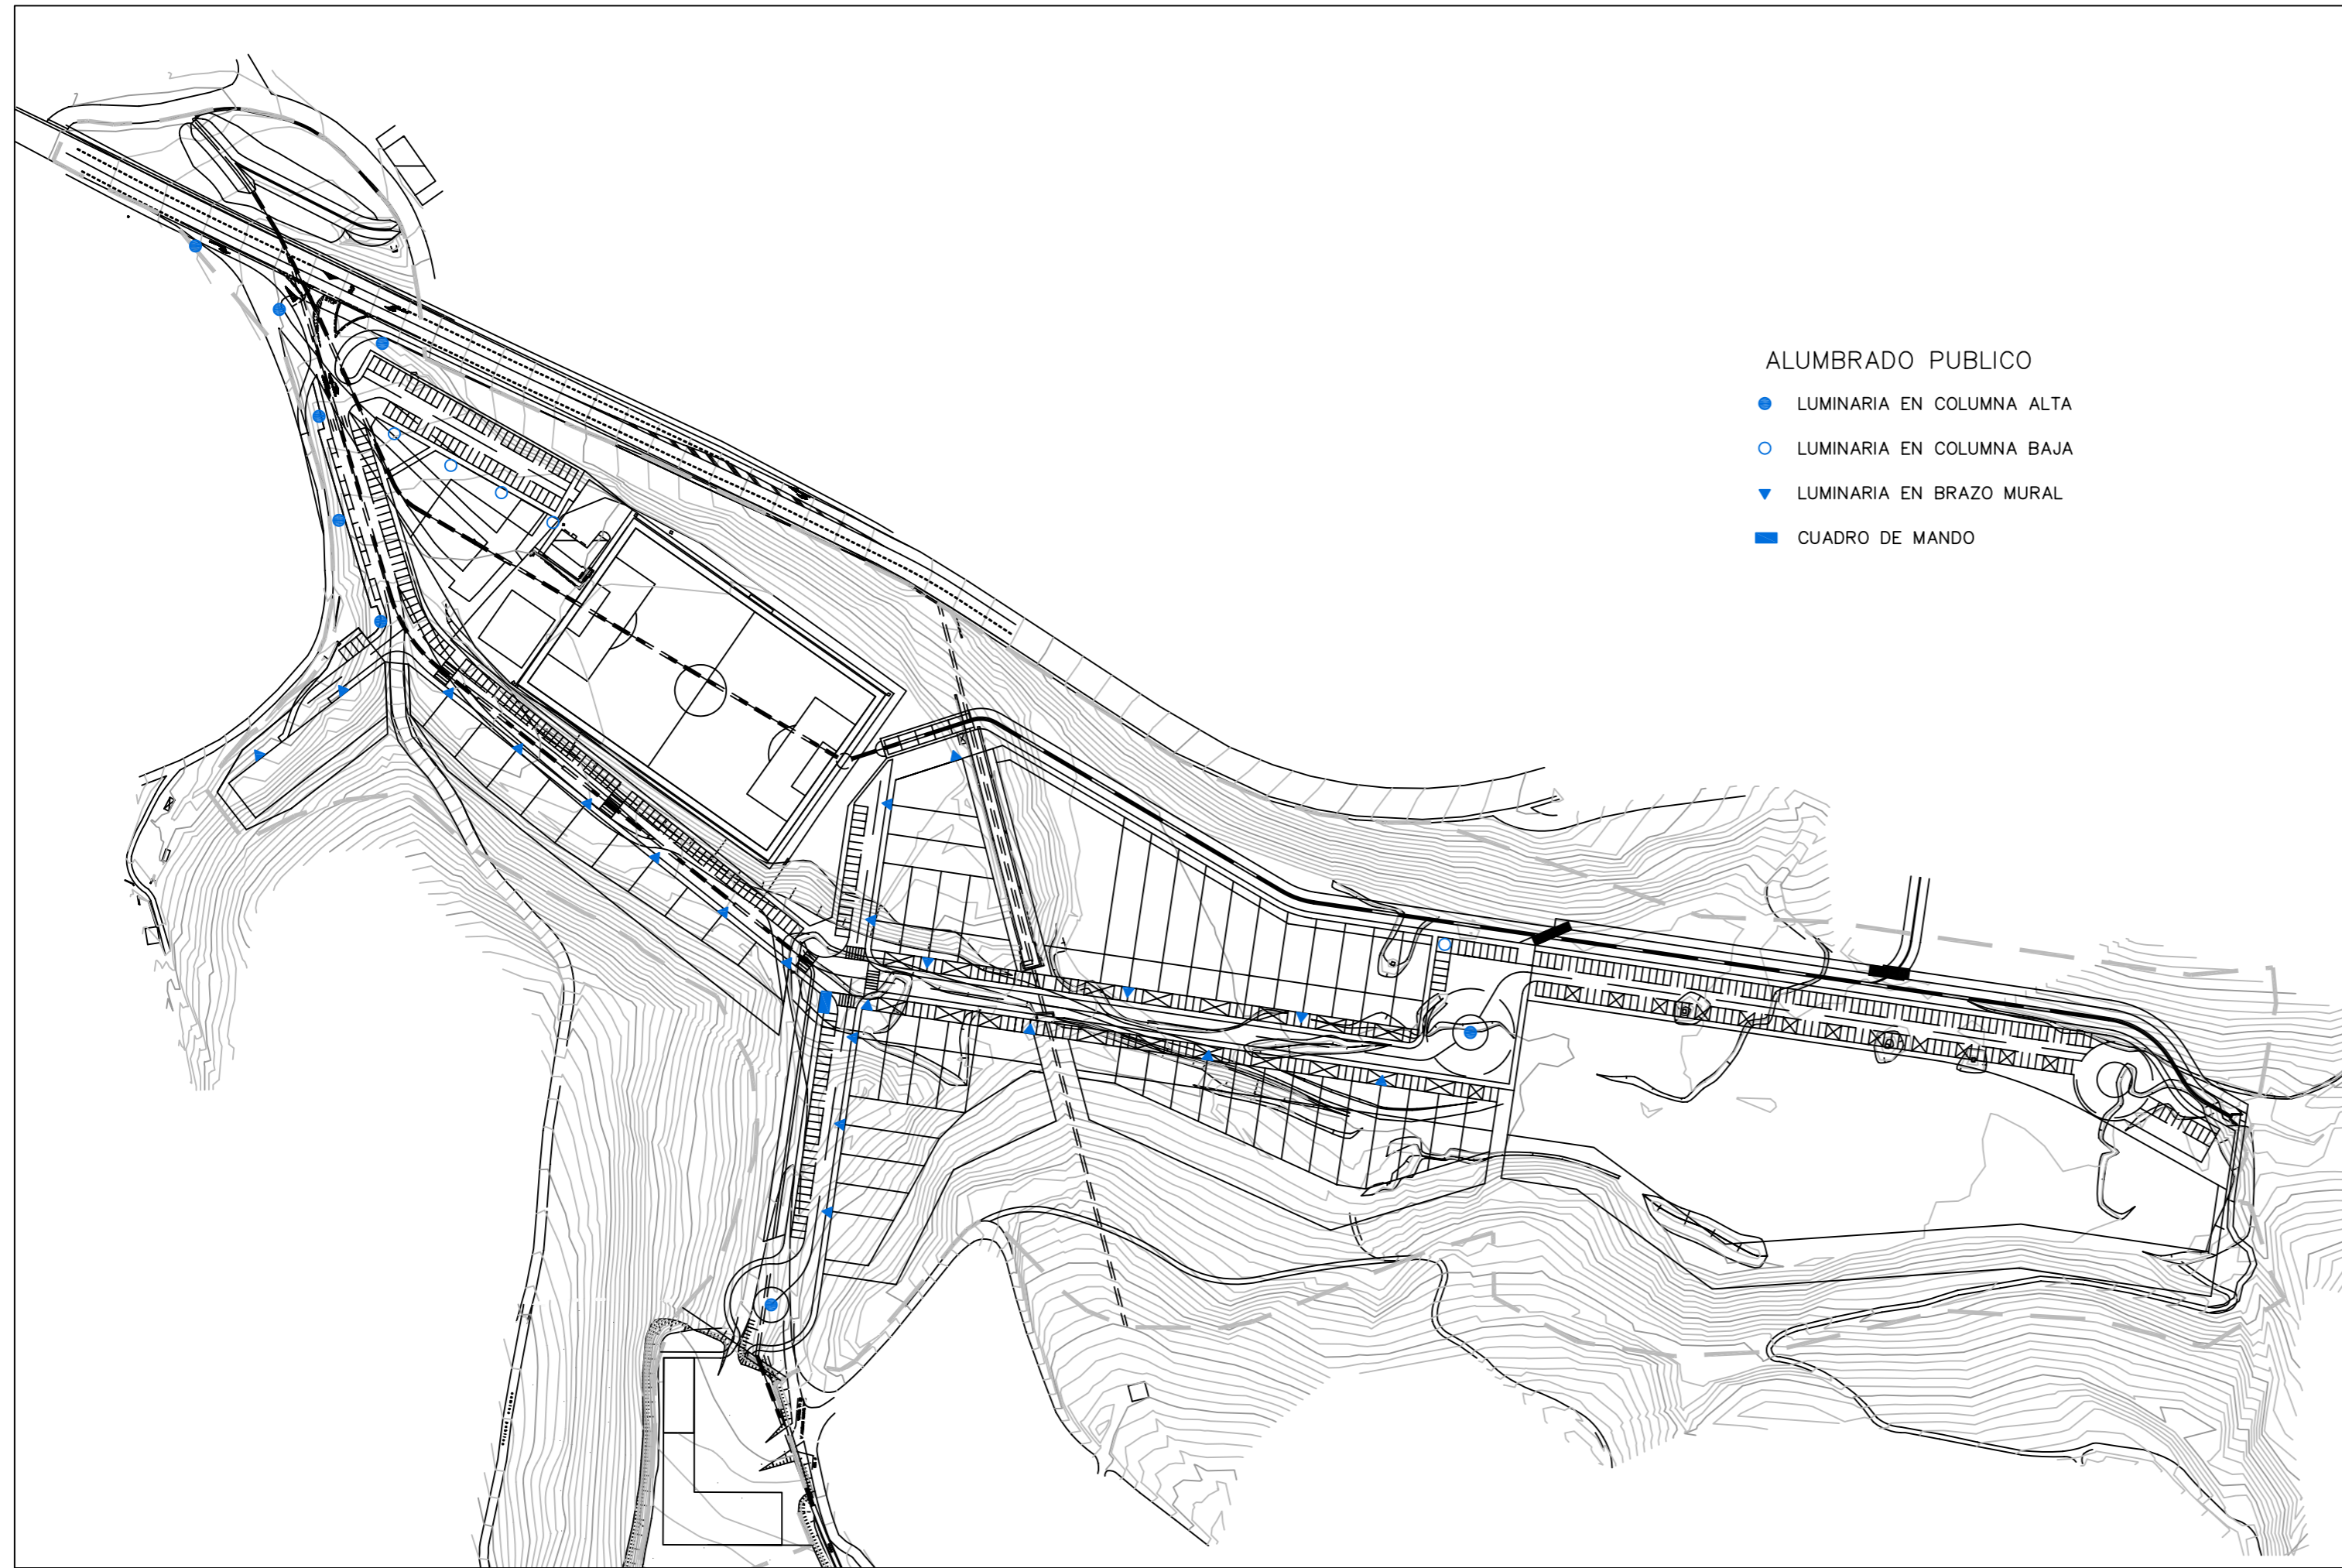 ALUMBRADO PUBLICO
LUMINARIA EN COLUMNA ALTA
LUMINARIA EN COLUMNA BAJA
LUMINARIA EN BRAZO MURAL
CUADRO DE MANDO